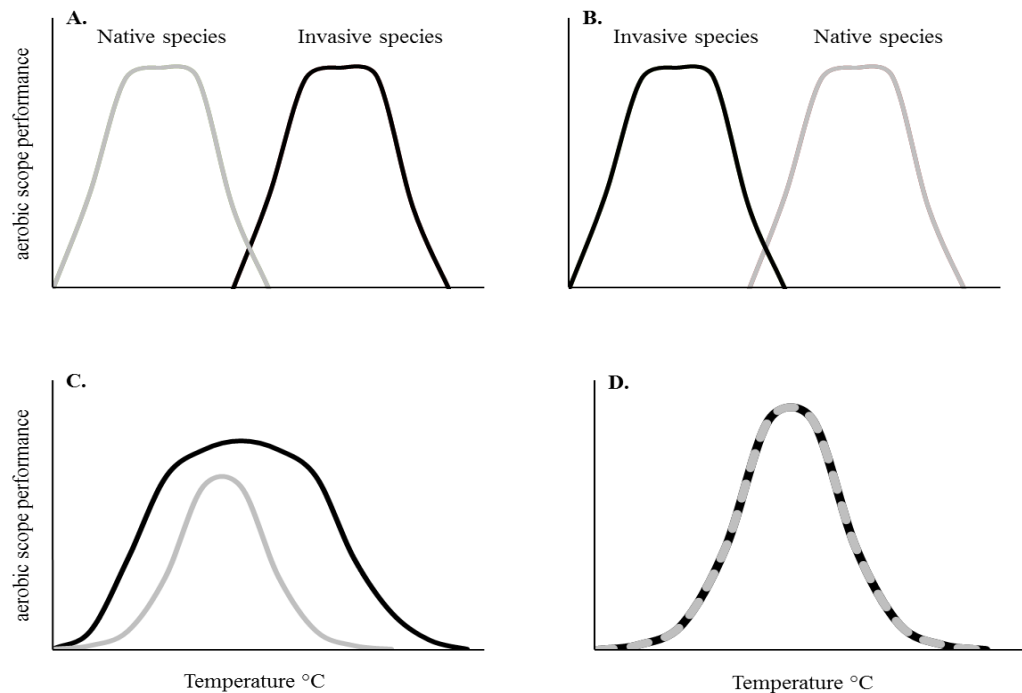 A.
Native species
Invasive species
aerobic scope performance
B.
Invasive species
Native species
C.
aerobic scope performance
Temperature °C
D.
Temperature °C